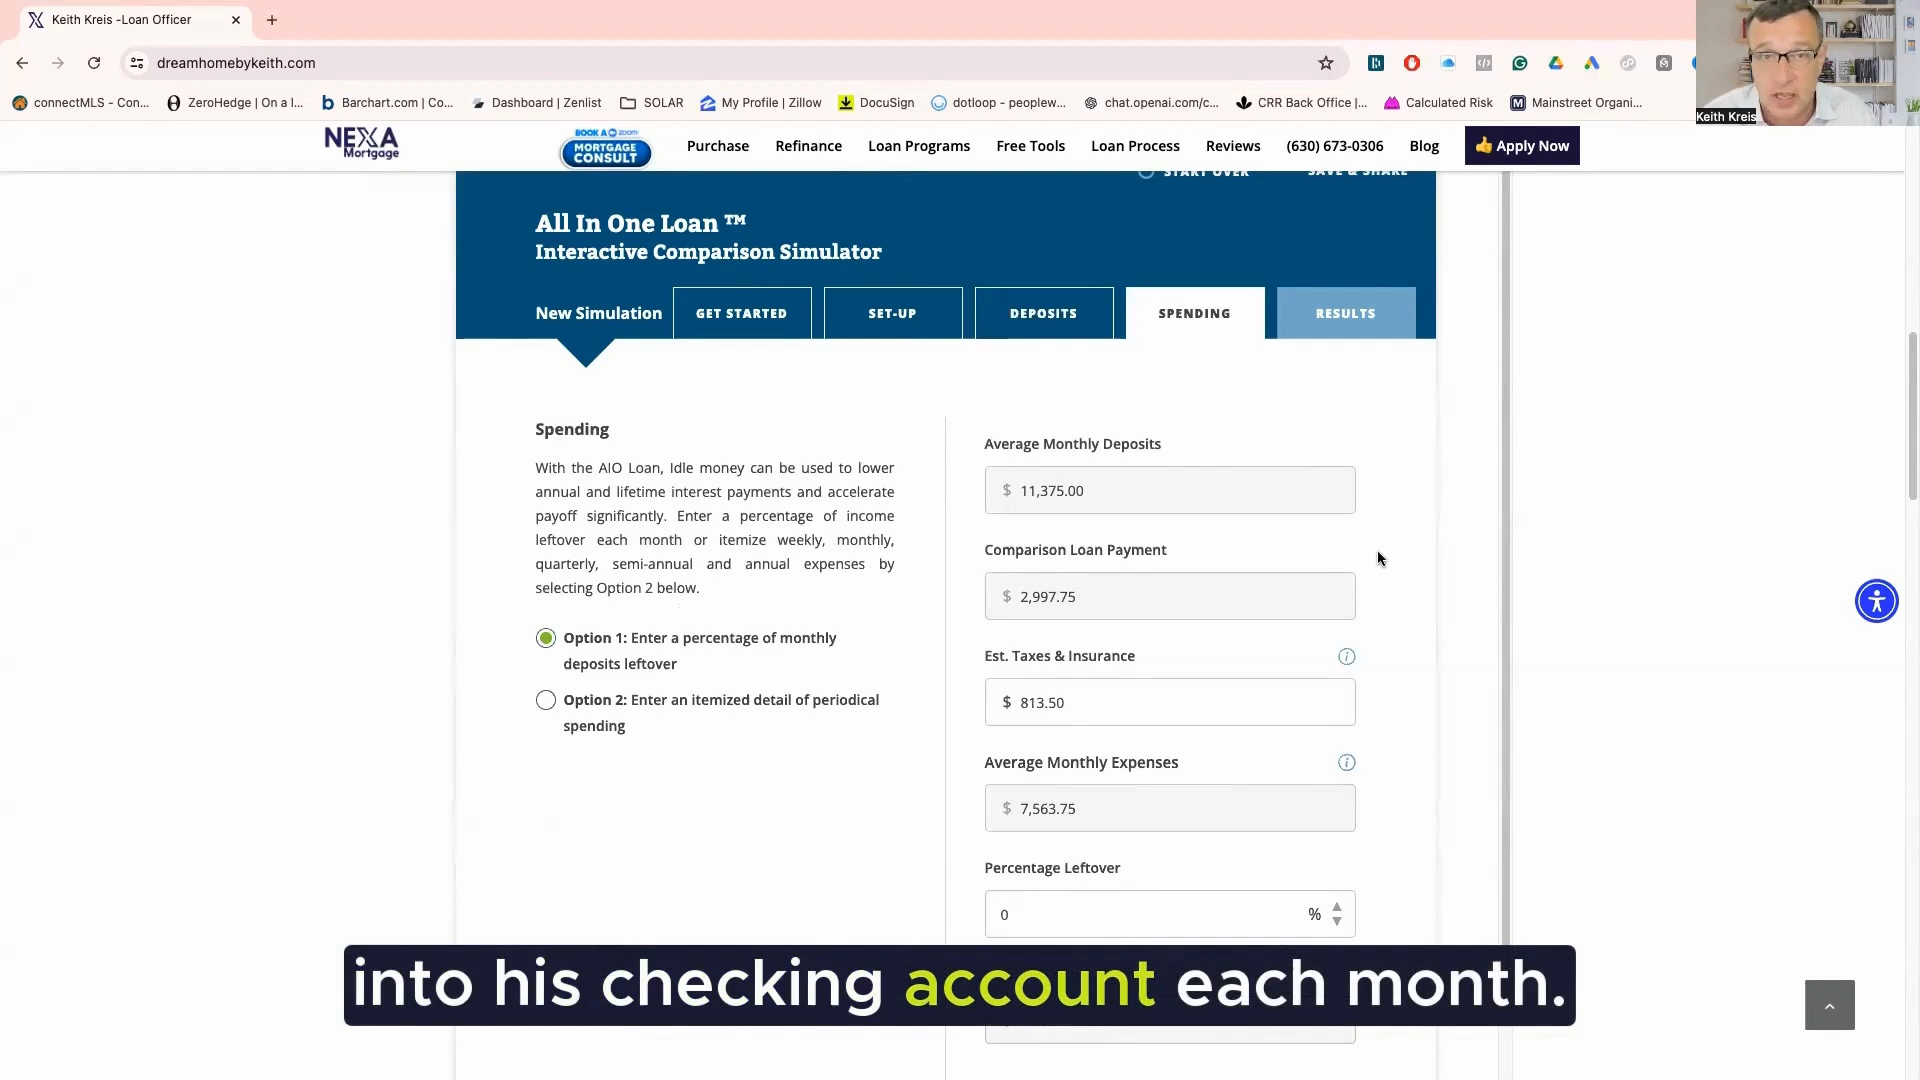 Keith Kreis -Loan Officer
dreamhomebykeith.com
connectMLS - Con...
ZeroHedge | On a l...
Barchart.com | Co...
Dashboard | Zenlist
SOLAR
My Profile | Zillow
DocuSign
dotloop - peoplew...
chat.openai.com/c...
CRR Back Office |...
Calculated Risk
Mainstreet Organi...
Keith Kreis
NEXA
Mortgage
BOOK A zoom
MORTGAGE
CONSULT
Purchase
Refinance
Loan Programs
Free Tools
Loan Process
Reviews
(630) 673-0306
Blog
👍 Apply Now
START OVER
SAVE & SHARE
All In One Loan ™
Interactive Comparison Simulator
New Simulation
GET STARTED
SET-UP
DEPOSITS
SPENDING
RESULTS
Spending
With the AIO Loan, Idle money can be used to lower
annual and lifetime interest payments and accelerate
payoff significantly. Enter a percentage of income
leftover each month or itemize weekly, monthly,
quarterly, semi-annual and annual expenses by
selecting Option 2 below.
Option 1: Enter a percentage of monthly
deposits leftover
Option 2: Enter an itemized detail of periodical
spending
Average Monthly Deposits
$ 11,375.00
Comparison Loan Payment
$ 2,997.75
Est. Taxes & Insurance
$ 813.50
Average Monthly Expenses
$ 7,563.75
Percentage Leftover
0 %
into his checking account each month.